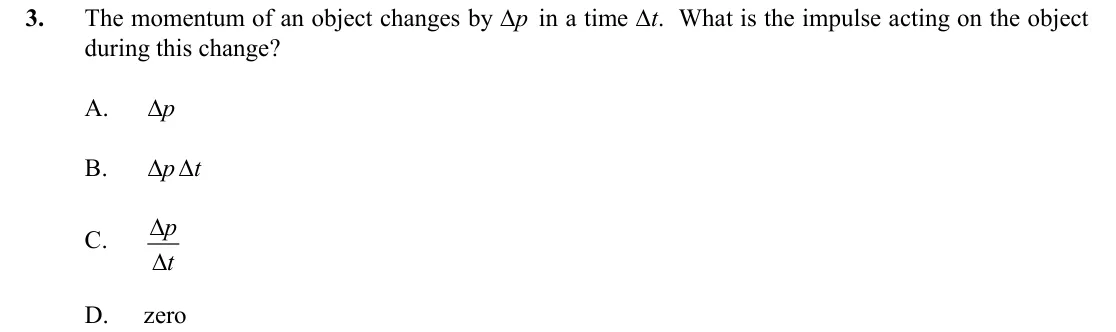 3. The momentum of an object changes by Δp in a time Δt. What is the impulse acting on the object
during this change?
A. Δp
B. Δp Δt
C. Δp
Δt
D. zero